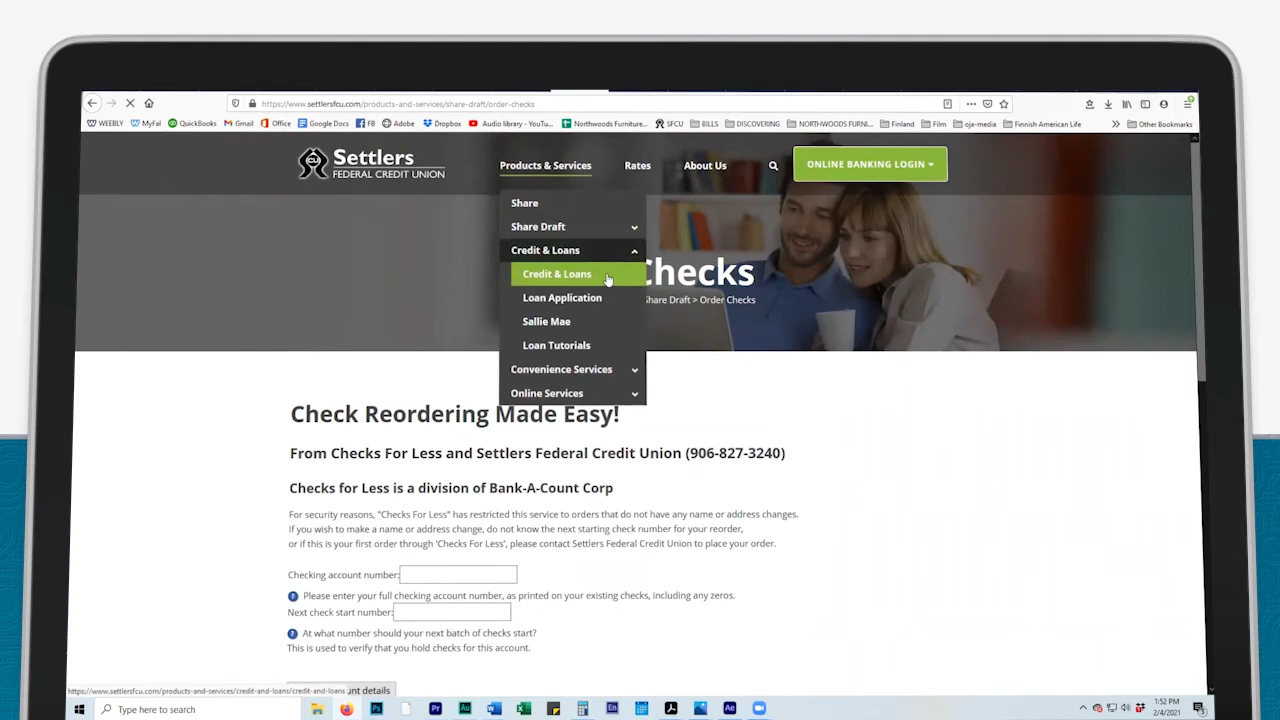 https://www.settlersfcu.com/products-and-services/share-draft/order-checks
WEEBLY MyFal QuickBooks Gmail Office Google Docs FB Adobe Dropbox Audio library - YouTu... Northwoods Furniture... SFCU BILLS DISCOVERING NORTHWOODS FURNI... Finland Film oja-media Finnish American Life Other Bookmarks
CU
Settlers
FEDERAL CREDIT UNION
Products & Services Rates About Us ONLINE BANKING LOGIN
Share
Share Draft
Credit & Loans
Credit & Loans
Loan Application
Sallie Mae
Loan Tutorials
Convenience Services
Online Services
Checks
Share Draft > Order Checks
Check Reordering Made Easy!
From Checks For Less and Settlers Federal Credit Union (906-827-3240)
Checks for Less is a division of Bank-A-Count Corp
For security reasons, "Checks For Less" has restricted this service to orders that do not have any name or address changes.
If you wish to make a name or address change, do not know the next starting check number for your reorder,
or if this is your first order through 'Checks For Less', please contact Settlers Federal Credit Union to place your order.
Checking account number:
? Please enter your full checking account number, as printed on your existing checks, including any zeros.
Next check start number:
? At what number should your next batch of checks start?
This is used to verify that you hold checks for this account.
https://www.settlersfcu.com/products-and-services/credit-and-loans/credit-and-loans
unt details
Type here to search
Ps Pr Au W X En Ae
1:52 PM
2/4/2021
3